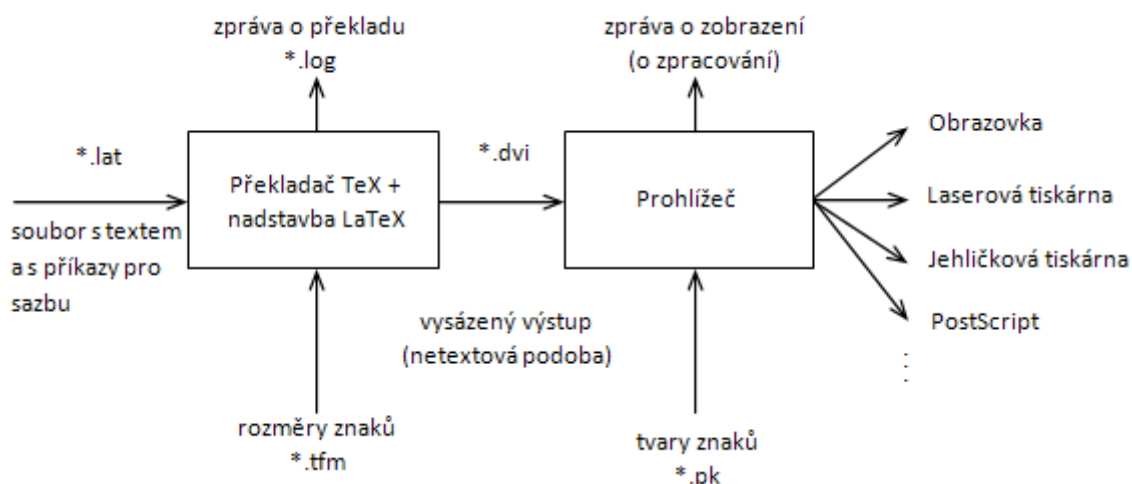 zpráva o překladu
*.log
zpráva o zobrazení
(o zpracování)
*.lat
soubor s textem
a s příkazy pro
sazbu
Překladač TeX +
nadstavba LaTeX
*.dvi
vysázený výstup
(netextová podoba)
Prohlížeč
Obrazovka
Laserová tiskárna
Jehličková tiskárna
PostScript
rozměry znaků
*.tfm
tvary znaků
*.pk